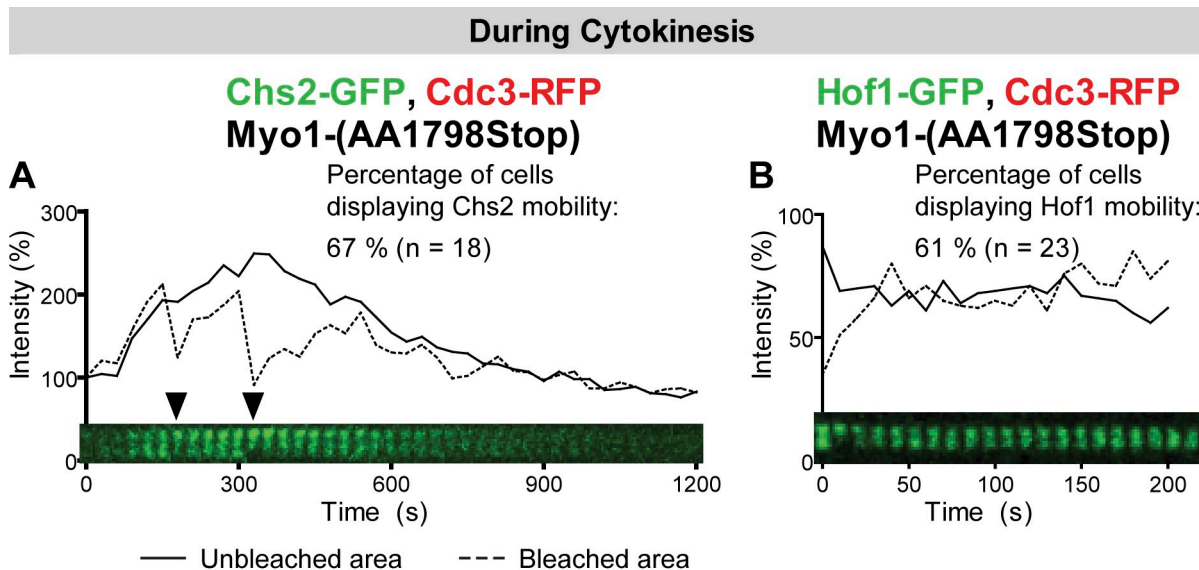 During Cytokinesis
Chs2-GFP, Cdc3-RFP
Myo1-(AA1798Stop)
A
Percentage of cells
displaying Chs2 mobility:
67 % (n = 18)
Intensity (%)
300
200
100
0
0
300
600
900
1200
Time (s)
Hof1-GFP, Cdc3-RFP
Myo1-(AA1798Stop)
B
Percentage of cells
displaying Hof1 mobility:
61 % (n = 23)
Intensity (%)
100
50
0
0
50
100
150
200
Time (s)
Unbleached area
Bleached area